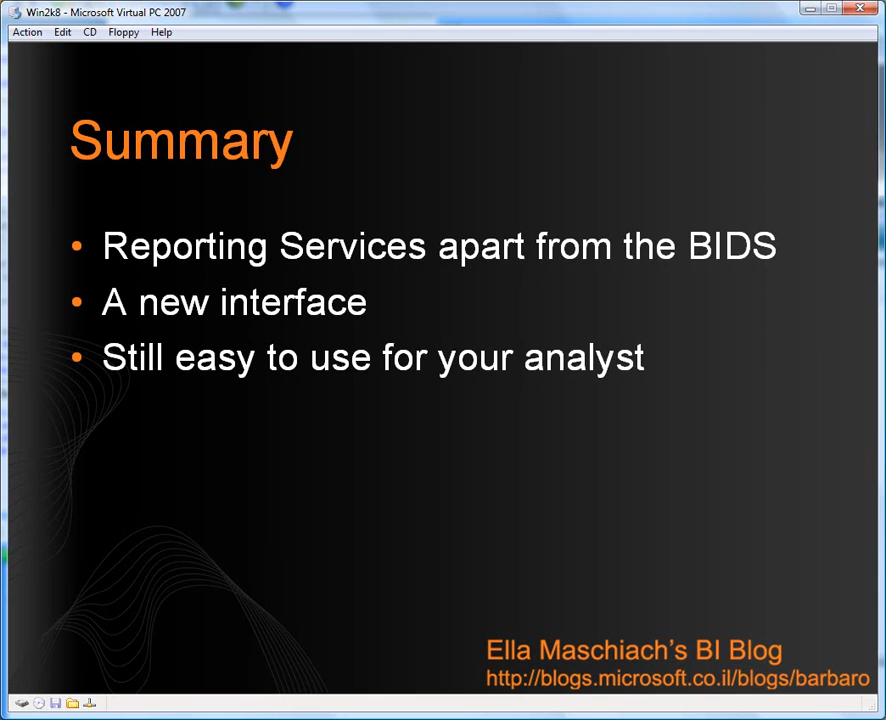 Win2k8 - Microsoft Virtual PC 2007
Action Edit CD Floppy Help
Summary
• Reporting Services apart from the BIDS
• A new interface
• Still easy to use for your analyst
Ella Maschiach's BI Blog
http://blogs.microsoft.co.il/blogs/barbaro